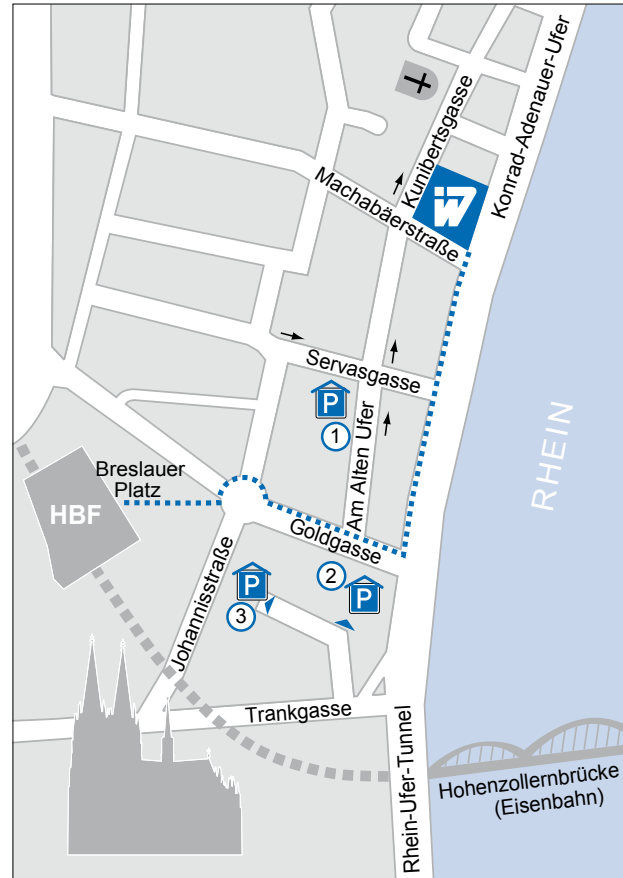 Konrad-Adenauer-Ufer
Kunibertsgasse
iW
Machabäerstraße
Servasgasse
P
1
Am Alten Ufer
RHEIN
Breslauer
Platz
HBF
Goldgasse
2
P
P
3
Johannisstraße
Trankgasse
Rhein-Ufer-Tunnel
Hohenzollernbrücke
(Eisenbahn)